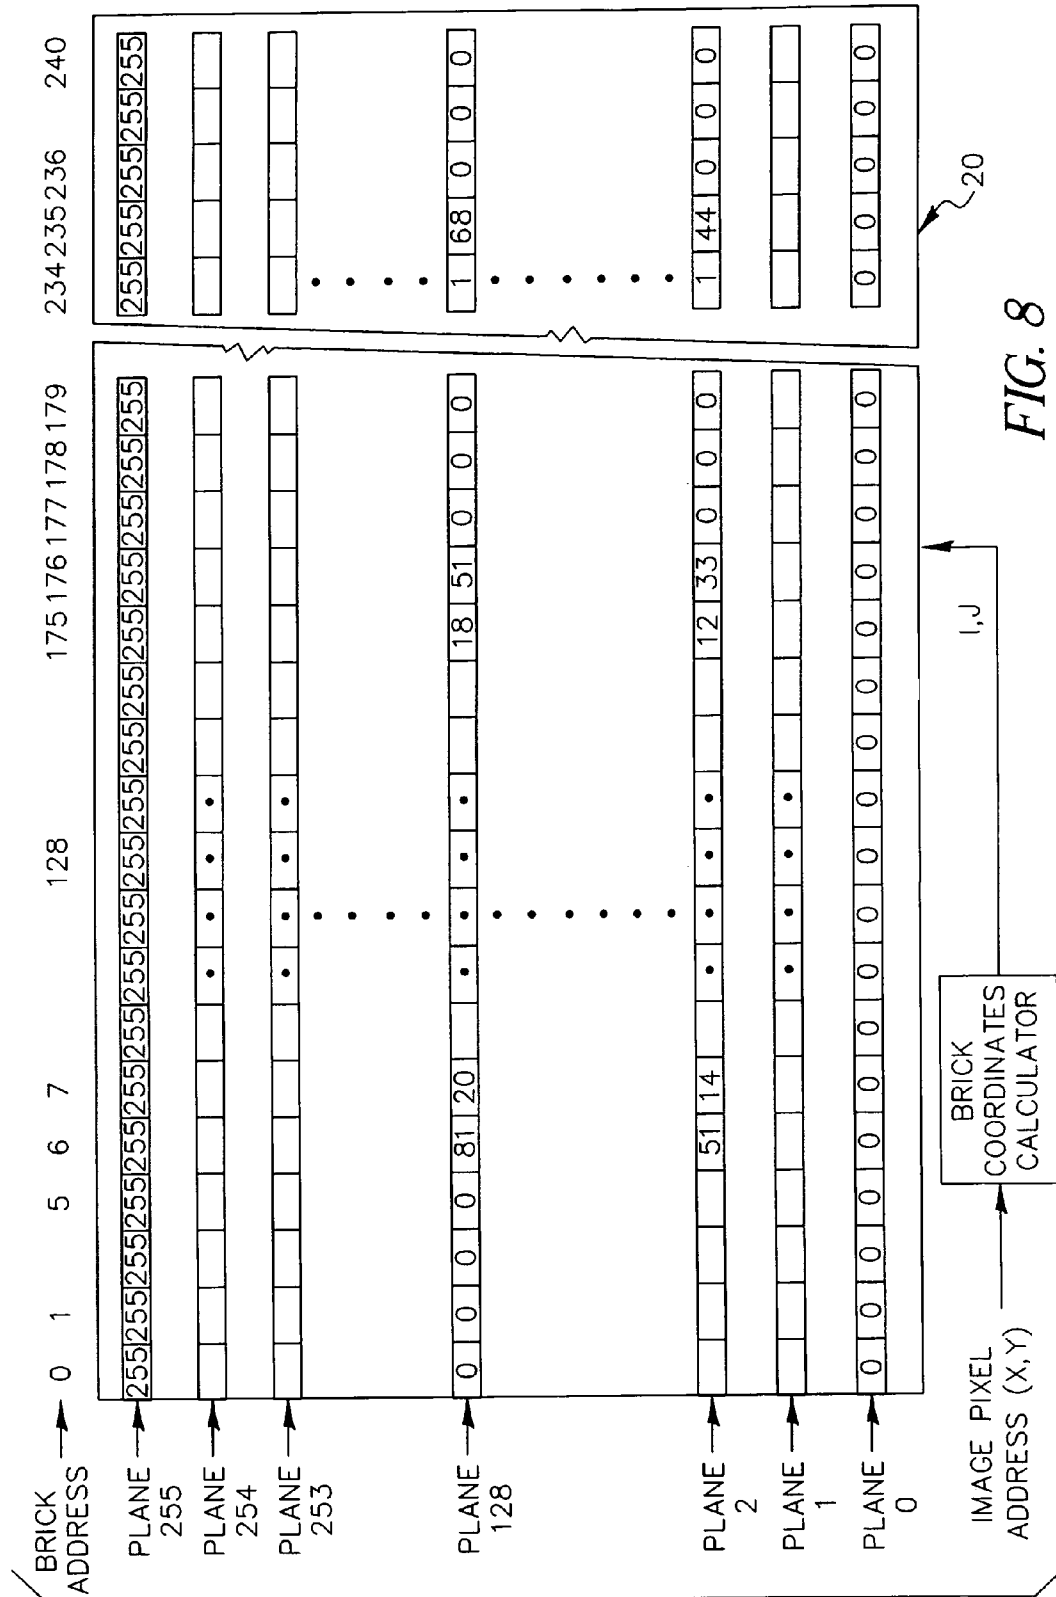 BRICK
ADDRESS
0 1 5 6 7 128 175 176 177 178 179 234 235 236 240
PLANE
255
255 255 255 255 255 255 255 255 255 255 255 255 255 255 255 255 255 255 255 255 255 255 255
PLANE
254
PLANE
253
PLANE
128
0 0 0 0 81 20 18 51 0 0 0 1 68 0 0 0
PLANE
2
51 14 12 33 0 0 0 1 44 0 0 0
PLANE
1
PLANE
0
0 0 0 0 0 0 0 0 0 0 0 0 0 0 0 0 0 0 0 0 0 0 0
IMAGE PIXEL
ADDRESS (X,Y)
BRICK
COORDINATES
CALCULATOR
I,J
20
FIG. 8